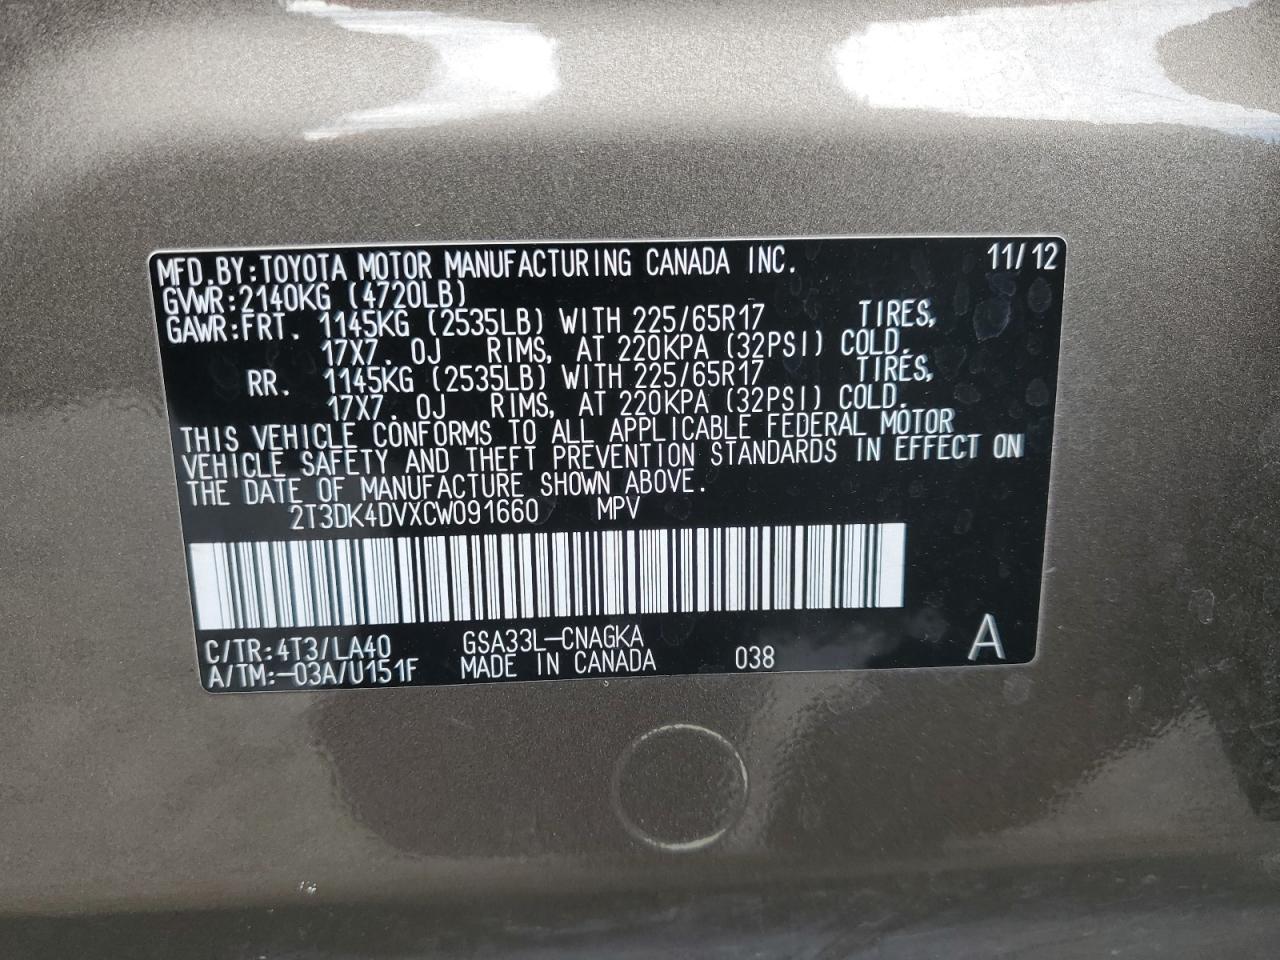 MFD.BY:TOYOTA MOTOR MANUFACTURING CANADA INC. 11/12
GVWR:2140KG (4720LB)
GAWR:FRT. 1145KG (2535LB) WITH 225/65R17 TIRES,
17X7. 0J RIMS, AT 220KPA (32PSI) COLD.
RR. 1145KG (2535LB) WITH 225/65R17 TIRES,
17X7. 0J RIMS, AT 220KPA (32PSI) COLD.
THIS VEHICLE CONFORMS TO ALL APPLICABLE FEDERAL MOTOR
VEHICLE SAFETY AND THEFT PREVENTION STANDARDS IN EFFECT ON
THE DATE OF MANUFACTURE SHOWN ABOVE.
2T3DK4DVXCW091660 MPV
C/TR:4T3/LA40 GSA33L-CNAGKA
A/TM:-03A/U151F MADE IN CANADA 038 A